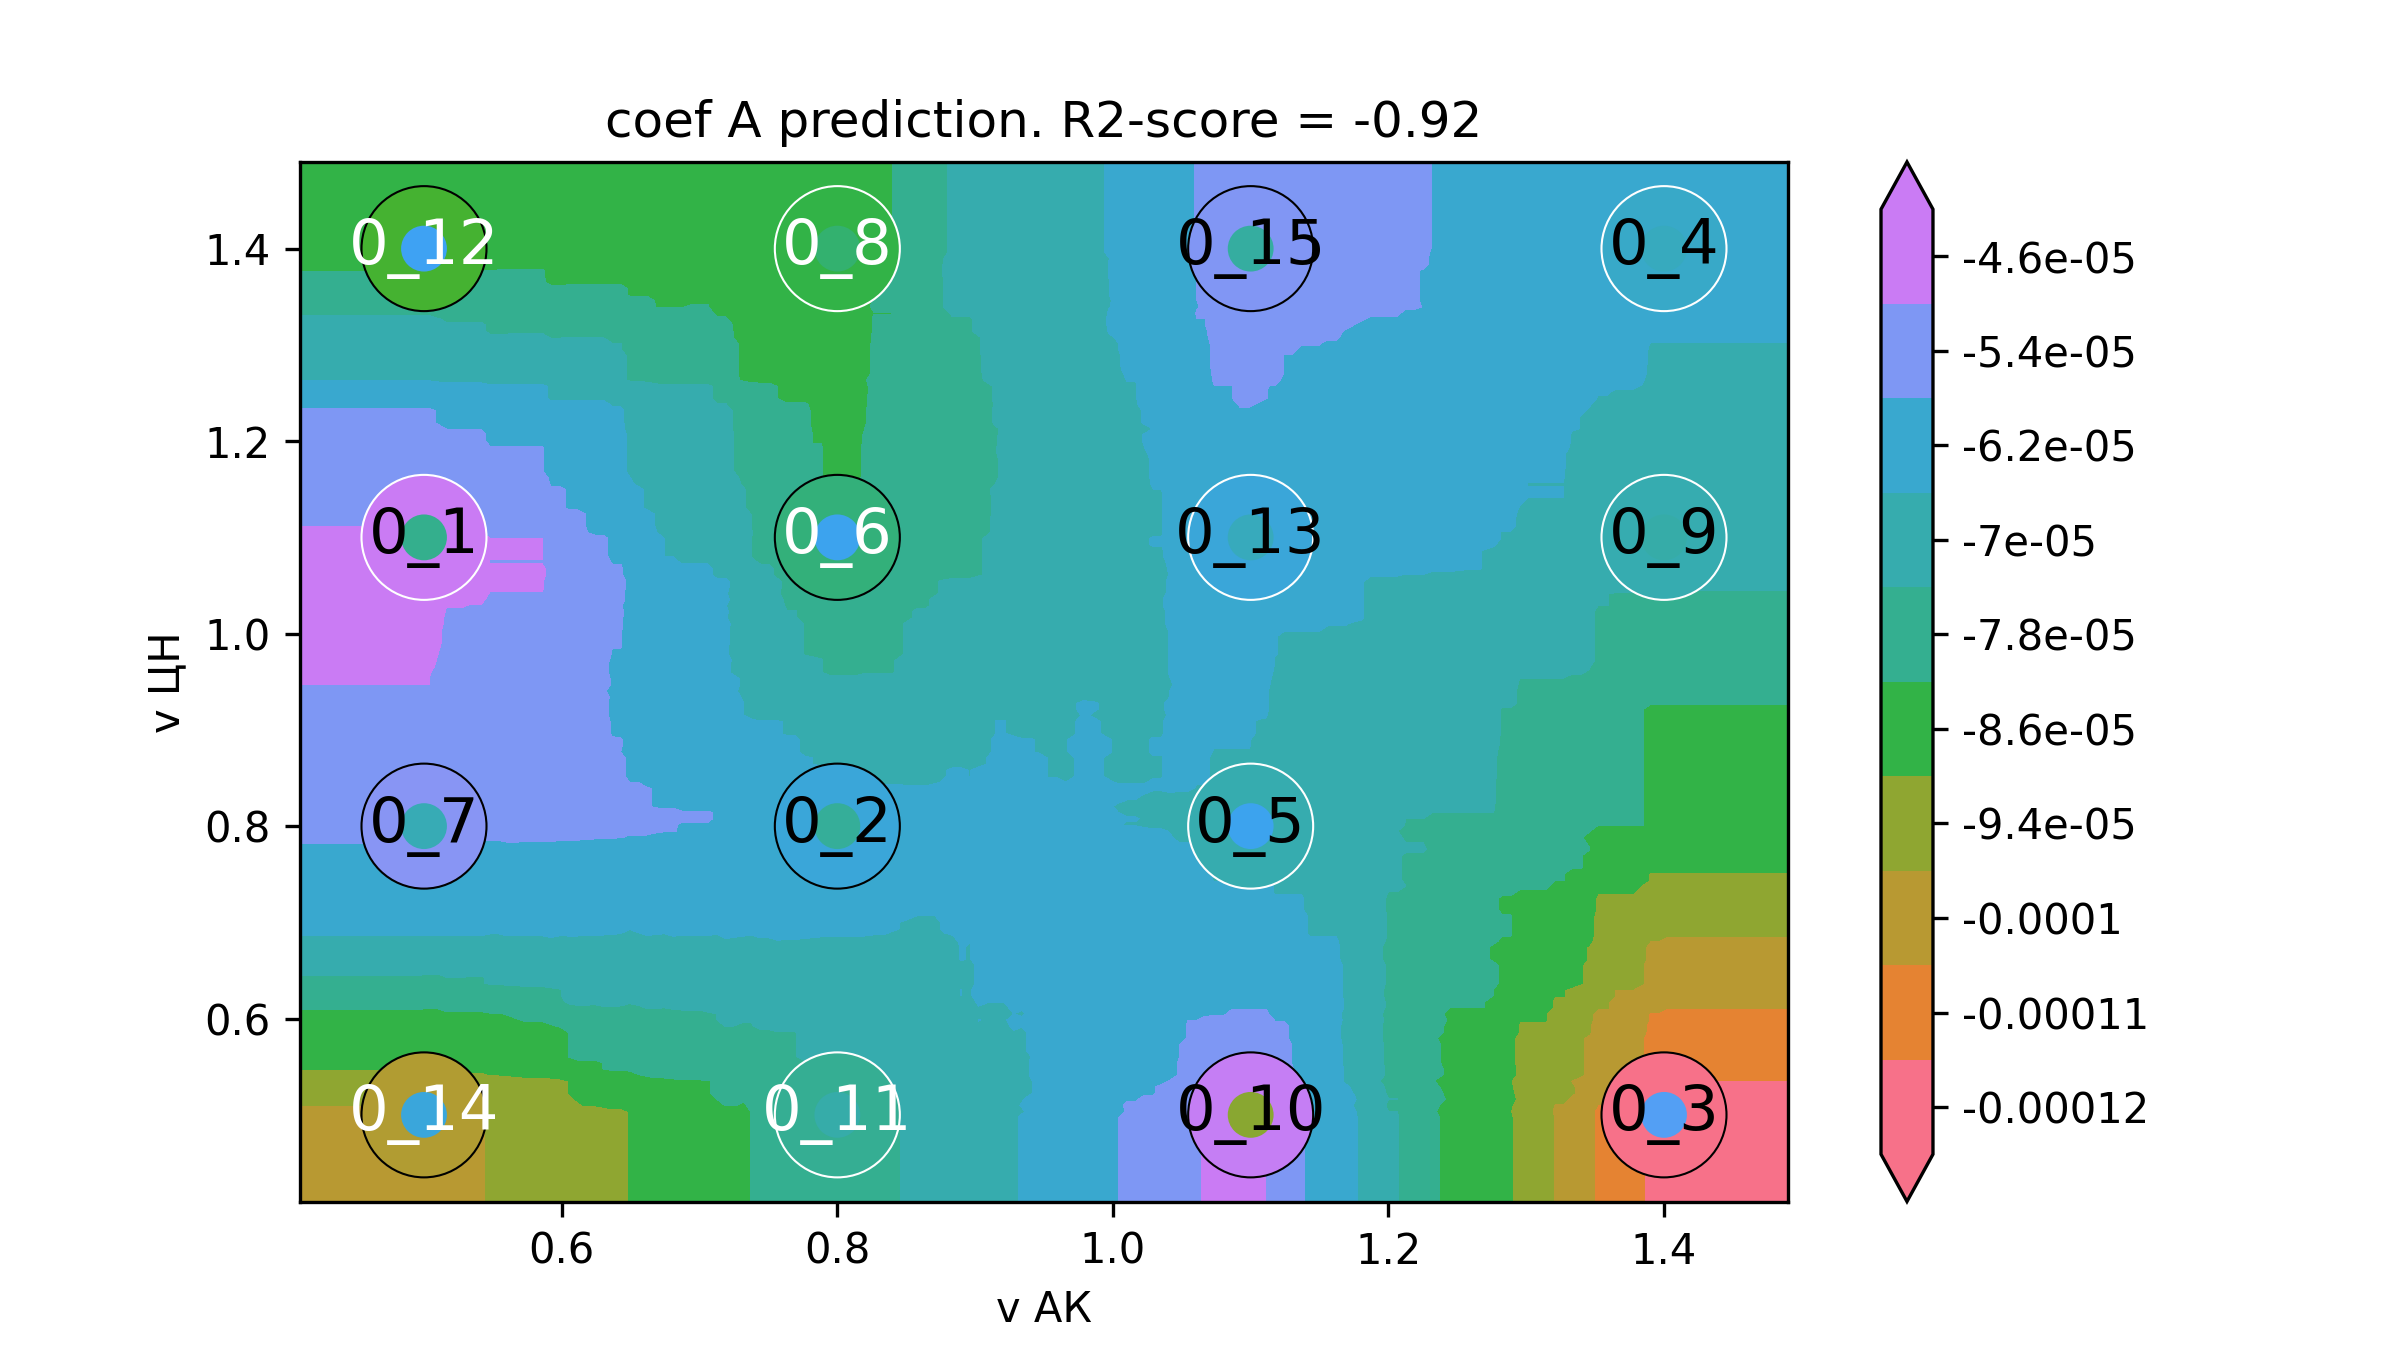 coef A prediction. R2-score = -0.92
0_12 0_8 0_15 0_4
0_1 0_6 0_13 0_9
0_7 0_2 0_5
0_14 0_11 0_10 0_3
1.4
1.2
1.0
0.8
0.6
v ЦН
0.6 0.8 1.0 1.2 1.4
v АК
-4.6e-05
-5.4e-05
-6.2e-05
-7e-05
-7.8e-05
-8.6e-05
-9.4e-05
-0.0001
-0.00011
-0.00012